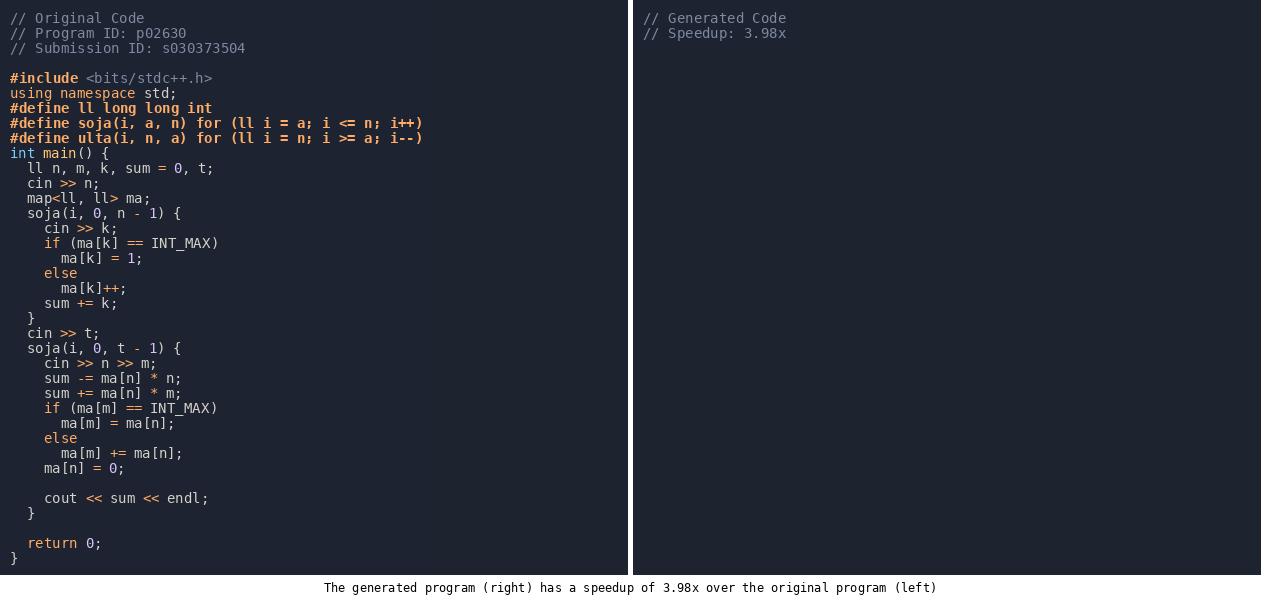 // Original Code
// Program ID: p02630
// Submission ID: s030373504

#include <bits/stdc++.h>
using namespace std;
#define ll long long int
#define soja(i, a, n) for (ll i = a; i <= n; i++)
#define ulta(i, n, a) for (ll i = n; i >= a; i--)
int main() {
  ll n, m, k, sum = 0, t;
  cin >> n;
  map<ll, ll> ma;
  soja(i, 0, n - 1) {
    cin >> k;
    if (ma[k] == INT_MAX)
      ma[k] = 1;
    else
      ma[k]++;
    sum += k;
  }
  cin >> t;
  soja(i, 0, t - 1) {
    cin >> n >> m;
    sum -= ma[n] * n;
    sum += ma[n] * m;
    if (ma[m] == INT_MAX)
      ma[m] = ma[n];
    else
      ma[m] += ma[n];
    ma[n] = 0;

    cout << sum << endl;
  }

  return 0;
}
// Generated Code
// Speedup: 3.98x
The generated program (right) has a speedup of 3.98x over the original program (left)